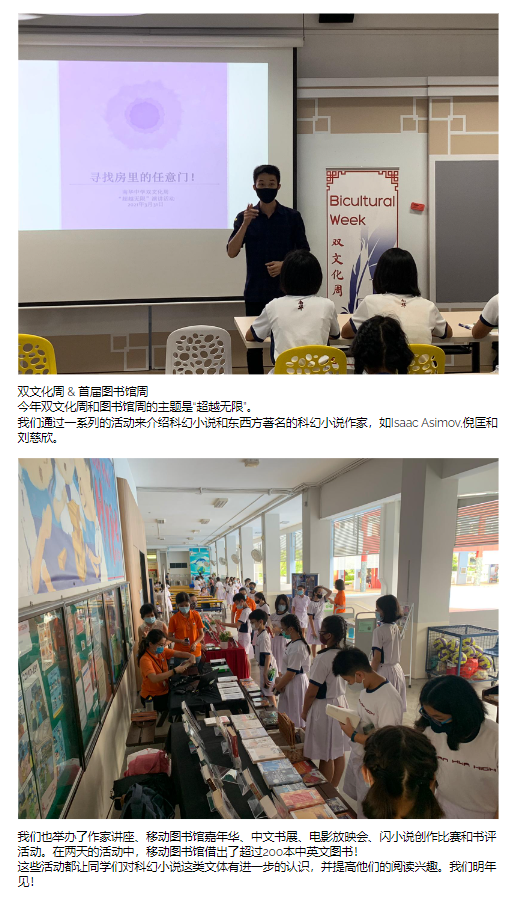 寻找房里的任意门！
Bicultural
Week
双
文
化
周
双文化周 & 首届图书馆周
今年双文化周和图书馆周的主题是“超越无限”。
我们通过一系列的活动来介绍科幻小说和东西方著名的科幻小说作家，如Isaac Asimov,倪匡和
刘慈欣。
我们也举办了作家讲座、移动图书馆嘉年华、中文书展、电影放映会、闪小说创作比赛和书评
活动。在两天的活动中，移动图书馆借出了超过200本中英文图书！
这些活动都让同学们对科幻小说这类文体有进一步的认识，并提高他们的阅读兴趣。我们明年
见！